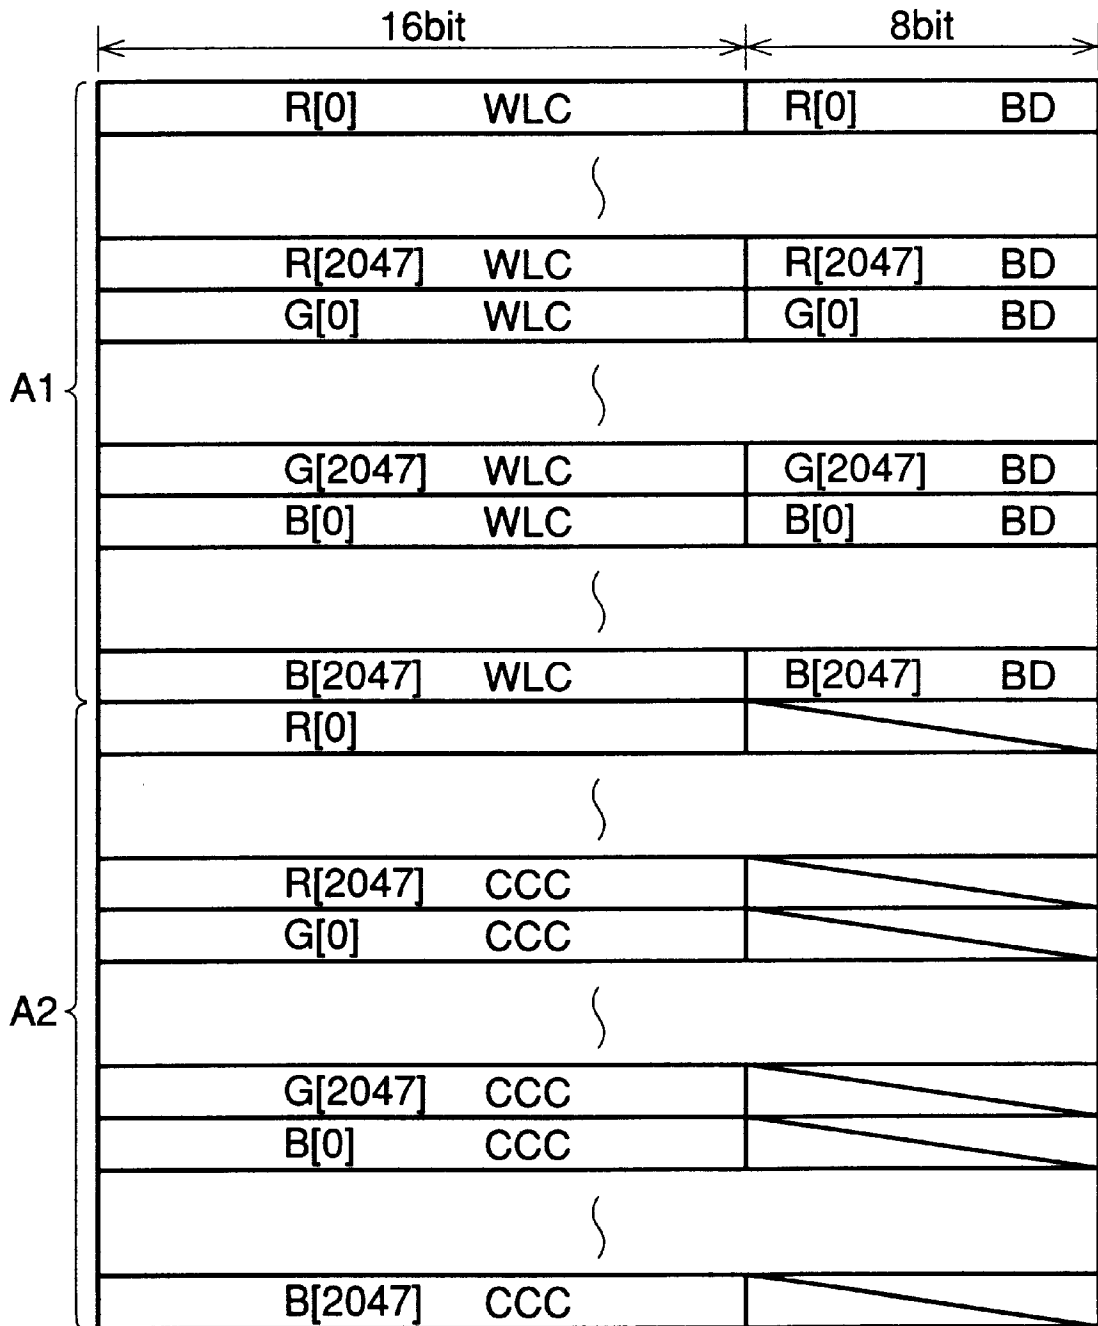 16bit 8bit
R[0] WLC R[0] BD
R[2047] WLC R[2047] BD
G[0] WLC G[0] BD
A1
G[2047] WLC G[2047] BD
B[0] WLC B[0] BD
B[2047] WLC B[2047] BD
R[0]
R[2047] CCC
G[0] CCC
A2
G[2047] CCC
B[0] CCC
B[2047] CCC